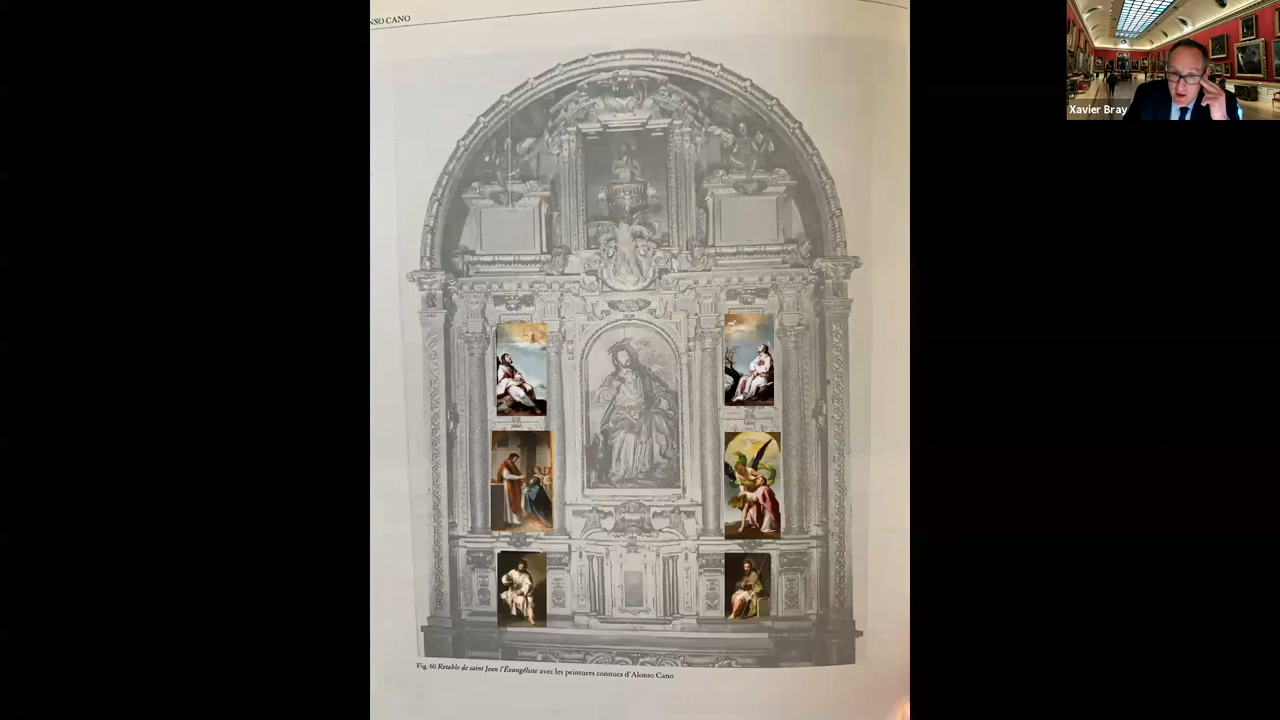 NSO CANO
Xavier Bray
Fig. 60 Retable de saint Jean l'Évangéliste avec les peintures connues d'Alonso Cano